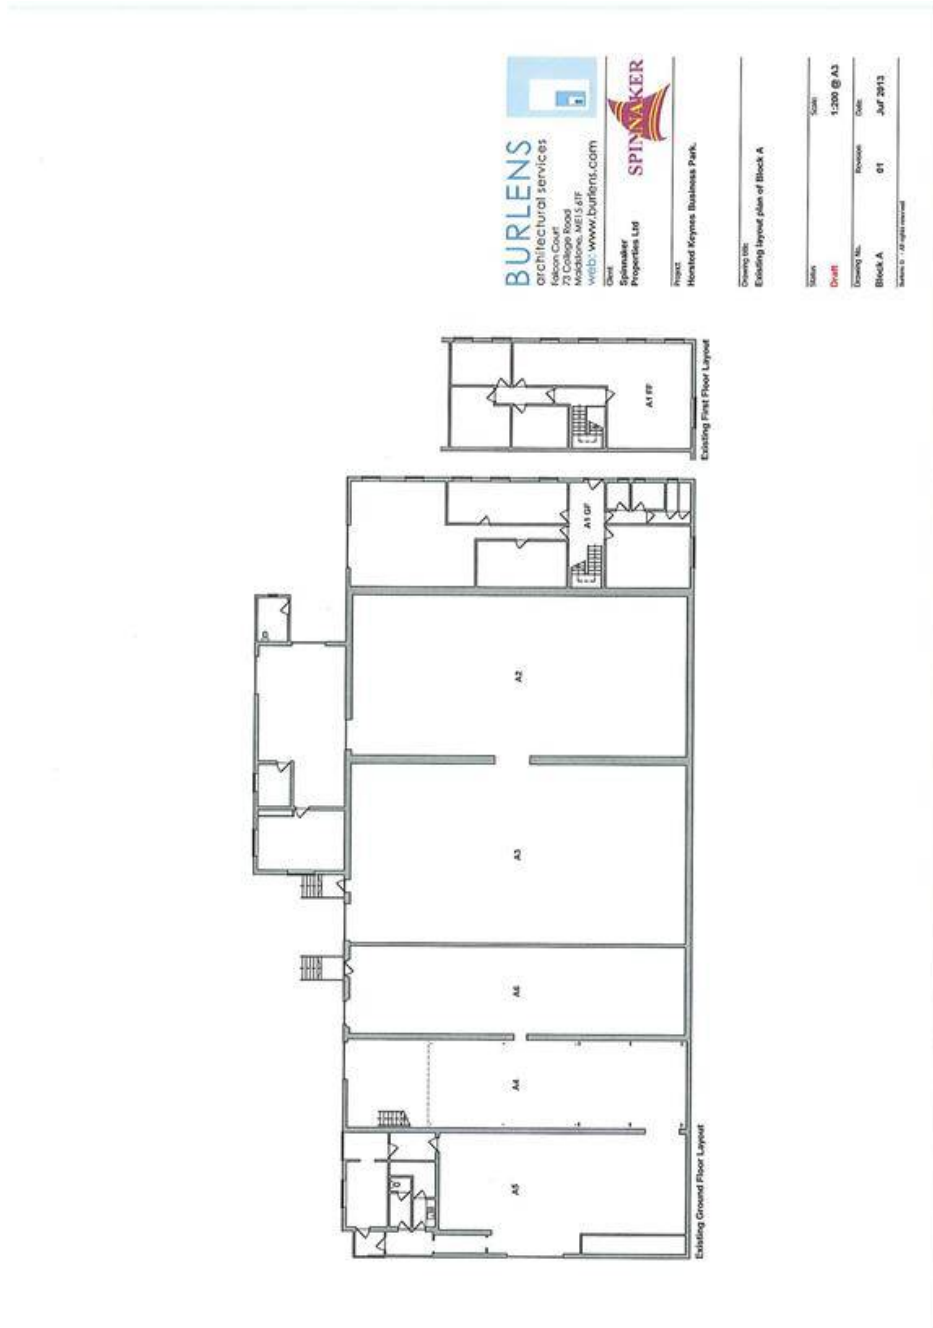 BURLENS
architectural services
Falcon Court
73 College Road
Maidstone, ME15 6TF
web: www.burlens.com
Client
Spinnaker
Properties Ltd
SPINNAKER
Project
Horsted Keynes Business Park.
Drawing title
Existing layout plan of Block A
Status
Scale
Draft
1:200 @ A3
Drawing No.
Revision
Date
Block A
01
Jul' 2013
All rights reserved
A1 FF
Existing First Floor Layout
A1 GF
A2
A3
A6
A4
A5
Existing Ground Floor Layout